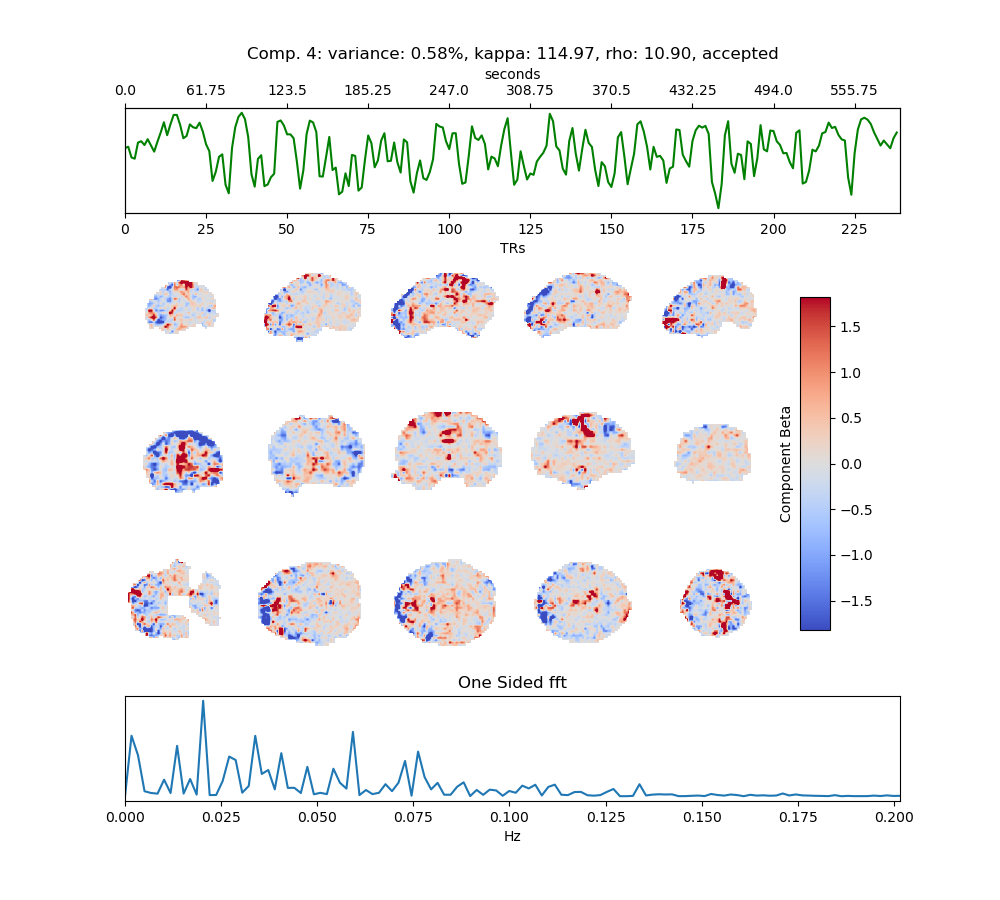 Comp. 4: variance: 0.58%, kappa: 114.97, rho: 10.90, accepted
seconds
0.0 61.75 123.5 185.25 247.0 308.75 370.5 432.25 494.0 555.75
0 25 50 75 100 125 150 175 200 225
TRs
1.5
1.0
0.5
0.0
−0.5
−1.0
−1.5
Component Beta
One Sided fft
0.000 0.025 0.050 0.075 0.100 0.125 0.150 0.175 0.200
Hz